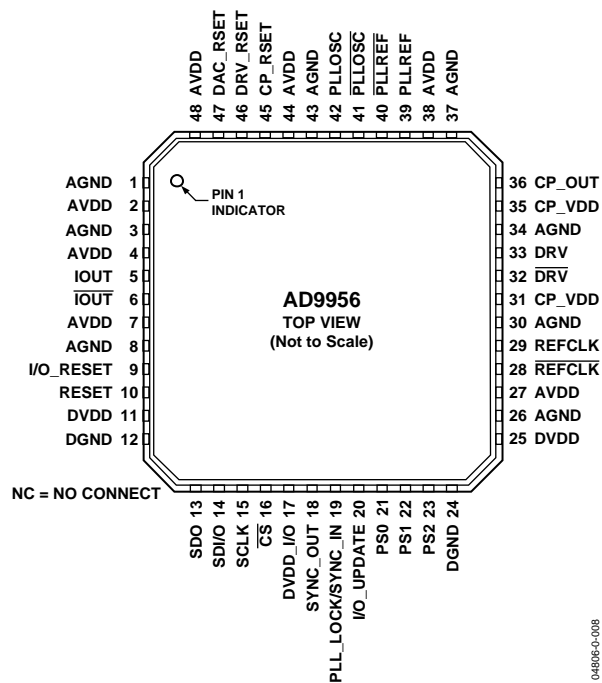 48 AVDD
47 DAC_RSET
46 DRV_RSET
45 CP_RSET
44 AVDD
43 AGND
42 PLLOSC
41 PLLOSC
40 PLLREF
39 PLLREF
38 AVDD
37 AGND
AGND 1
AVDD 2
AGND 3
AVDD 4
IOUT 5
IOUT 6
AVDD 7
AGND 8
I/O_RESET 9
RESET 10
DVDD 11
DGND 12
PIN 1
INDICATOR
AD9956
TOP VIEW
(Not to Scale)
36 CP_OUT
35 CP_VDD
34 AGND
33 DRV
32 DRV
31 CP_VDD
30 AGND
29 REFCLK
28 REFCLK
27 AVDD
26 AGND
25 DVDD
NC = NO CONNECT
SDO 13
SDI/O 14
SCLK 15
CS 16
DVDD_I/O 17
SYNC_OUT 18
PLL_LOCK/SYNC_IN 19
I/O_UPDATE 20
PS0 21
PS1 22
PS2 23
DGND 24
04806-0-008